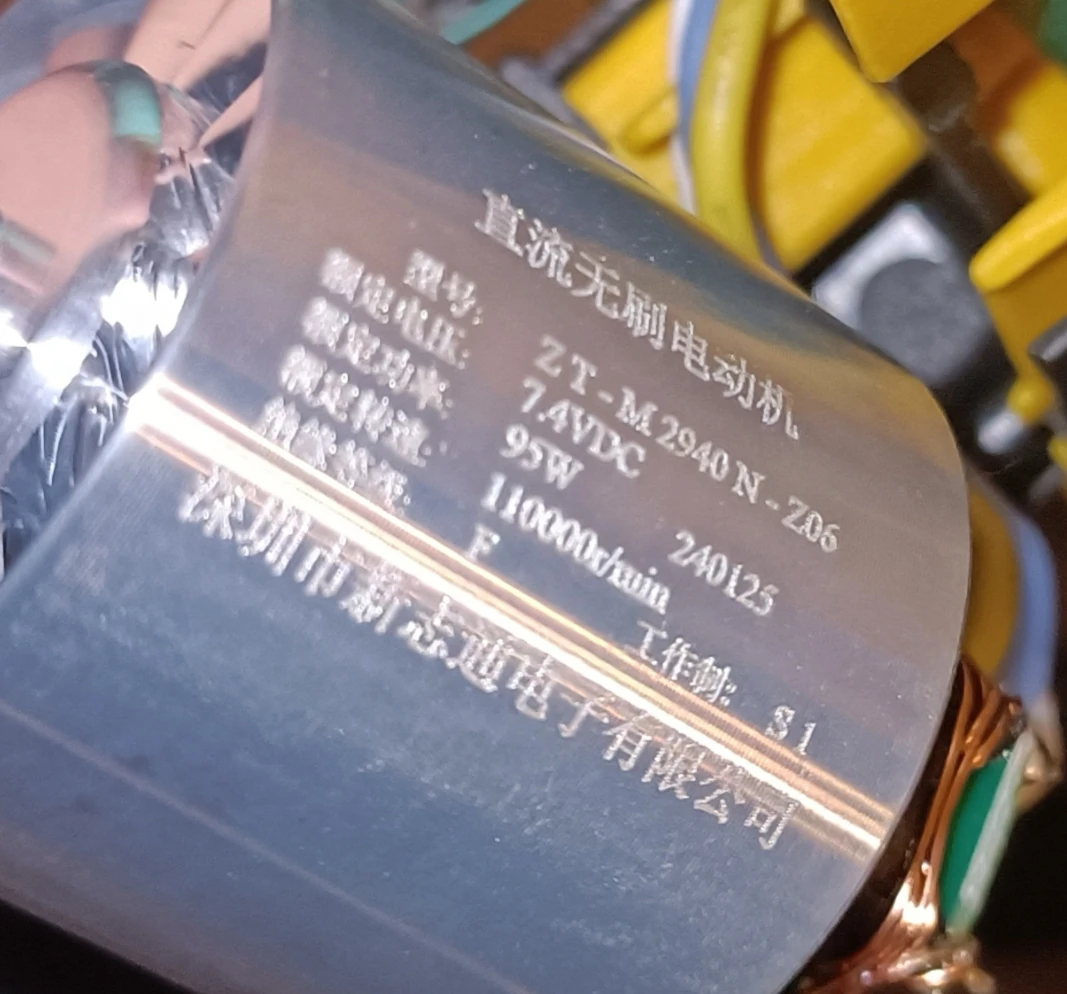 直流无刷电动机
型号: ZT-M2940N-Z06
额定电压: 7.4VDC
额定功率: 95W 240125
额定转速: 110000r/min
绝缘等级: F 工作制: S1
深圳市新志通电子有限公司